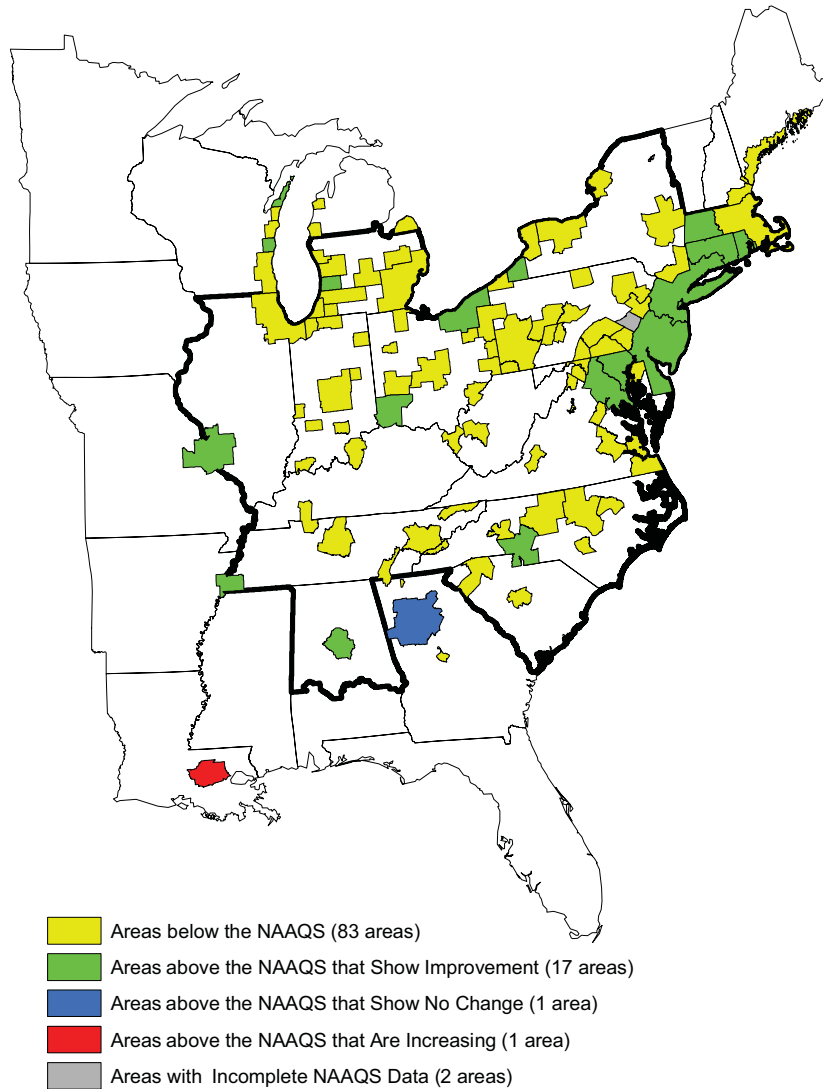 Areas below the NAAQS (83 areas)
Areas above the NAAQS that Show Improvement (17 areas)
Areas above the NAAQS that Show No Change (1 area)
Areas above the NAAQS that Are Increasing (1 area)
Areas with Incomplete NAAQS Data (2 areas)